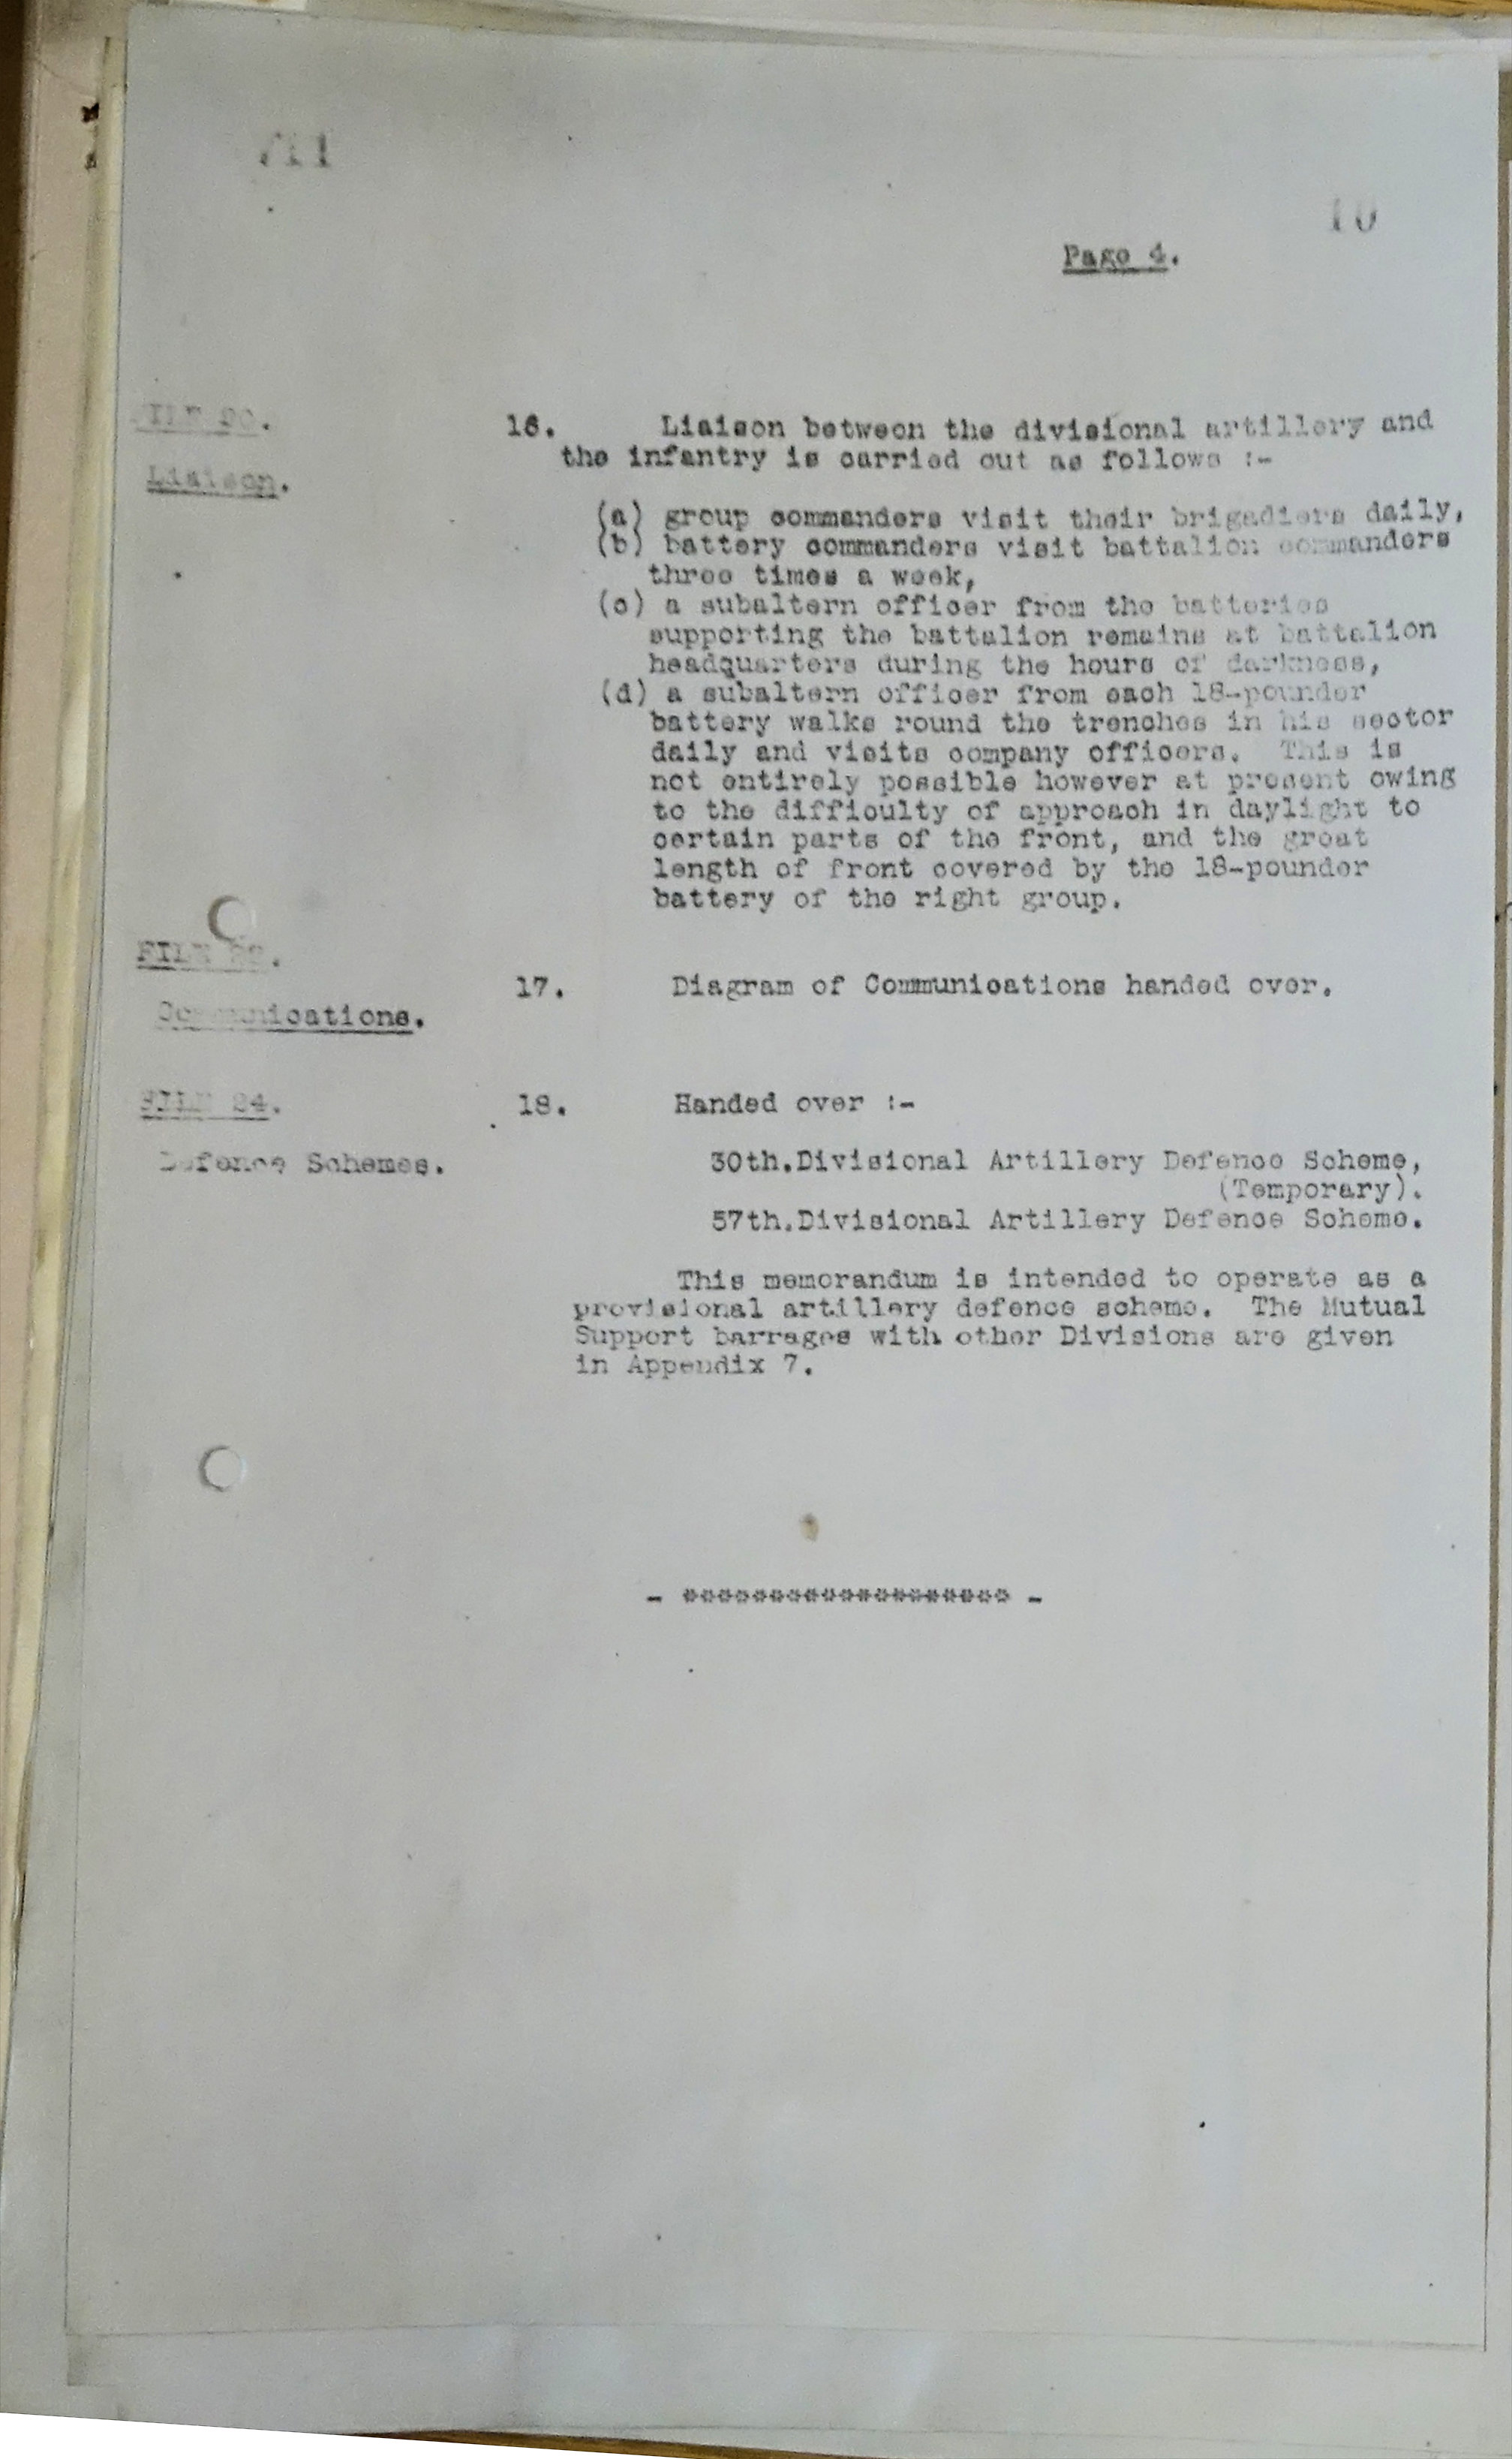 711
10
Page 4.
FILE 20.
Liaison.
16. Liaison between the divisional artillery and
the infantry is carried out as follows :-
(a) group commanders visit their brigadiers daily,
(b) battery commanders visit battalion commanders
three times a week,
(c) a subaltern officer from the batteries
supporting the battalion remains at battalion
headquarters during the hours of darkness,
(d) a subaltern officer from each 18-pounder
battery walks round the trenches in his sector
daily and visits company officers. This is
not entirely possible however at present owing
to the difficulty of approach in daylight to
certain parts of the front, and the great
length of front covered by the 18-pounder
battery of the right group.
FILE
Communications.
17. Diagram of Communications handed over.
FILE 24.
Defence Schemes.
18. Handed over :-
30th.Divisional Artillery Defence Scheme,
(Temporary).
57th.Divisional Artillery Defence Scheme.
This memorandum is intended to operate as a
provisional artillery defence scheme. The Mutual
Support barrages with other Divisions are given
in Appendix 7.
- ******************* -